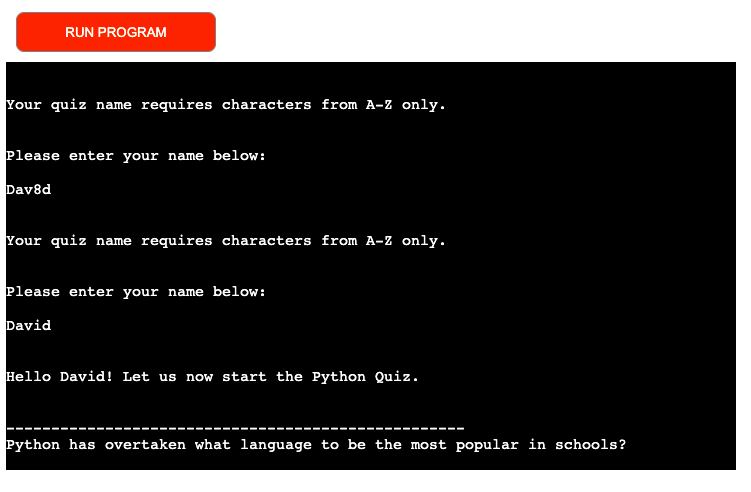 RUN PROGRAM
Your quiz name requires characters from A-Z only.
Please enter your name below:
Dav8d
Your quiz name requires characters from A-Z only.
Please enter your name below:
David
Hello David! Let us now start the Python Quiz.
---------------------------------------------------
Python has overtaken what language to be the most popular in schools?